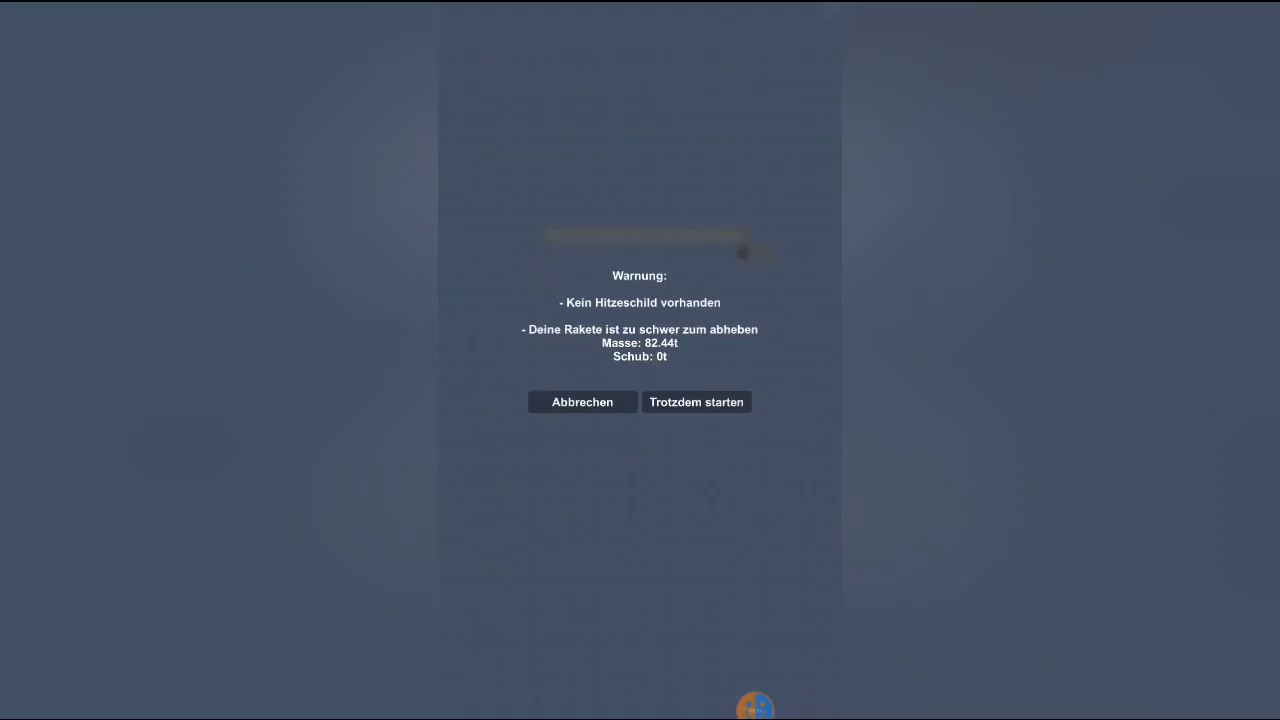 Warnung:
- Kein Hitzeschild vorhanden
- Deine Rakete ist zu schwer zum abheben
Masse: 82.44t
Schub: 0t
Abbrechen
Trotzdem starten